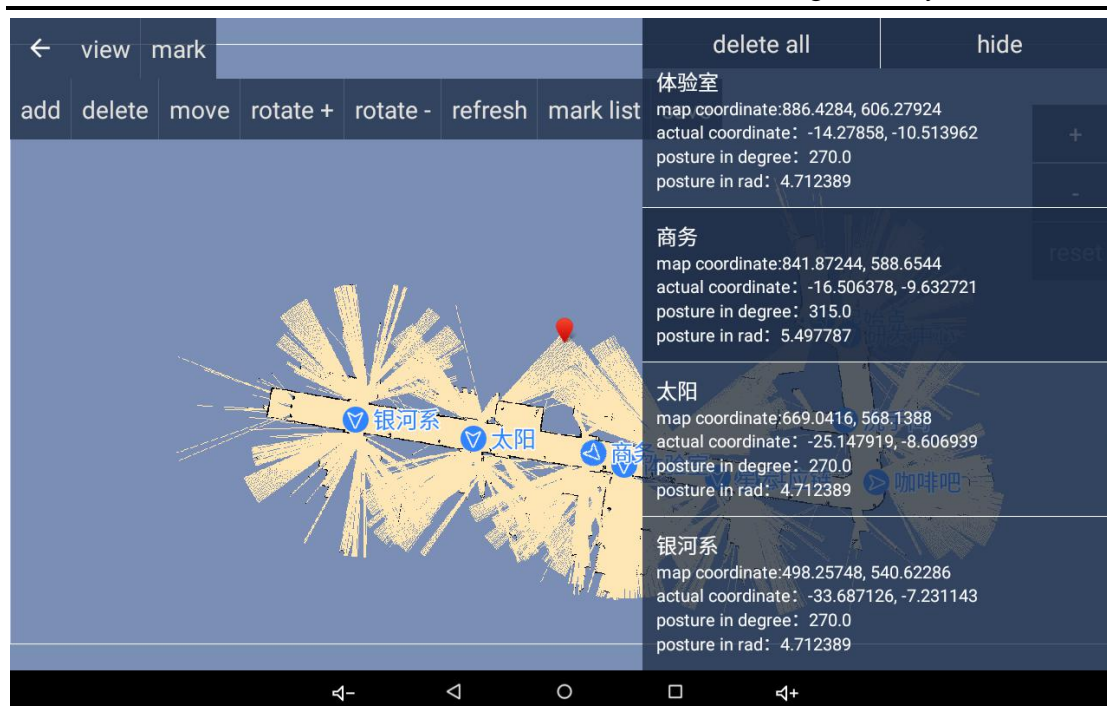 view mark
delete all hide
add delete move rotate + rotate - refresh mark list
+
-
reset
体验室
map coordinate:886.4284, 606.27924
actual coordinate：-14.27858, -10.513962
posture in degree：270.0
posture in rad：4.712389
商务
map coordinate:841.87244, 588.6544
actual coordinate：-16.506378, -9.632721
posture in degree：315.0
posture in rad：5.497787
太阳
map coordinate:669.0416, 568.1388
actual coordinate：-25.147919, -8.606939
posture in degree：270.0
posture in rad：4.712389
银河系
map coordinate:498.25748, 540.62286
actual coordinate：-33.687126, -7.231143
posture in degree：270.0
posture in rad：4.712389
银河系
太阳
商务
咖啡吧